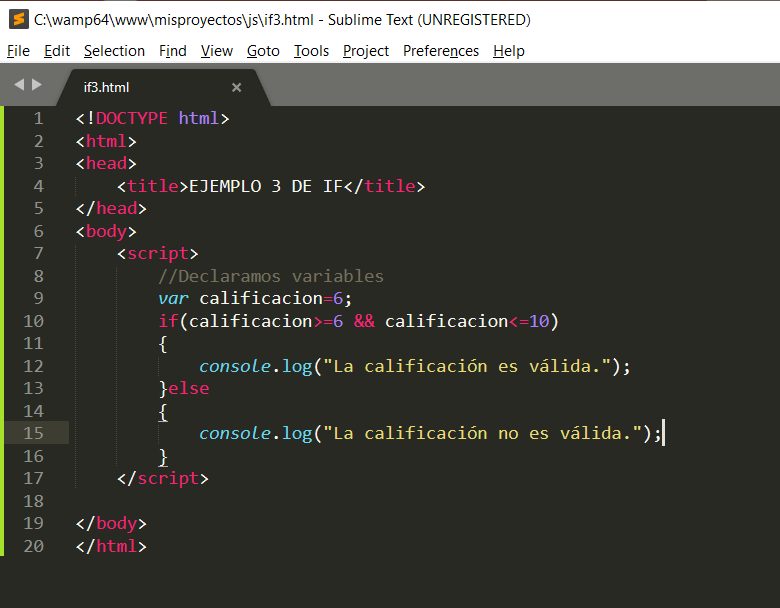 C:\wamp64\www\misproyectos\js\if3.html - Sublime Text (UNREGISTERED)
File Edit Selection Find View Goto Tools Project Preferences Help
if3.html ×
1 <!DOCTYPE html>
2 <html>
3 <head>
4     <title>EJEMPLO 3 DE IF</title>
5 </head>
6 <body>
7     <script>
8         //Declaramos variables
9         var calificacion=6;
10         if(calificacion>=6 && calificacion<=10)
11         {
12             console.log("La calificación es válida.");
13         }else
14         {
15             console.log("La calificación no es válida.");
16         }
17     </script>
18
19 </body>
20 </html>